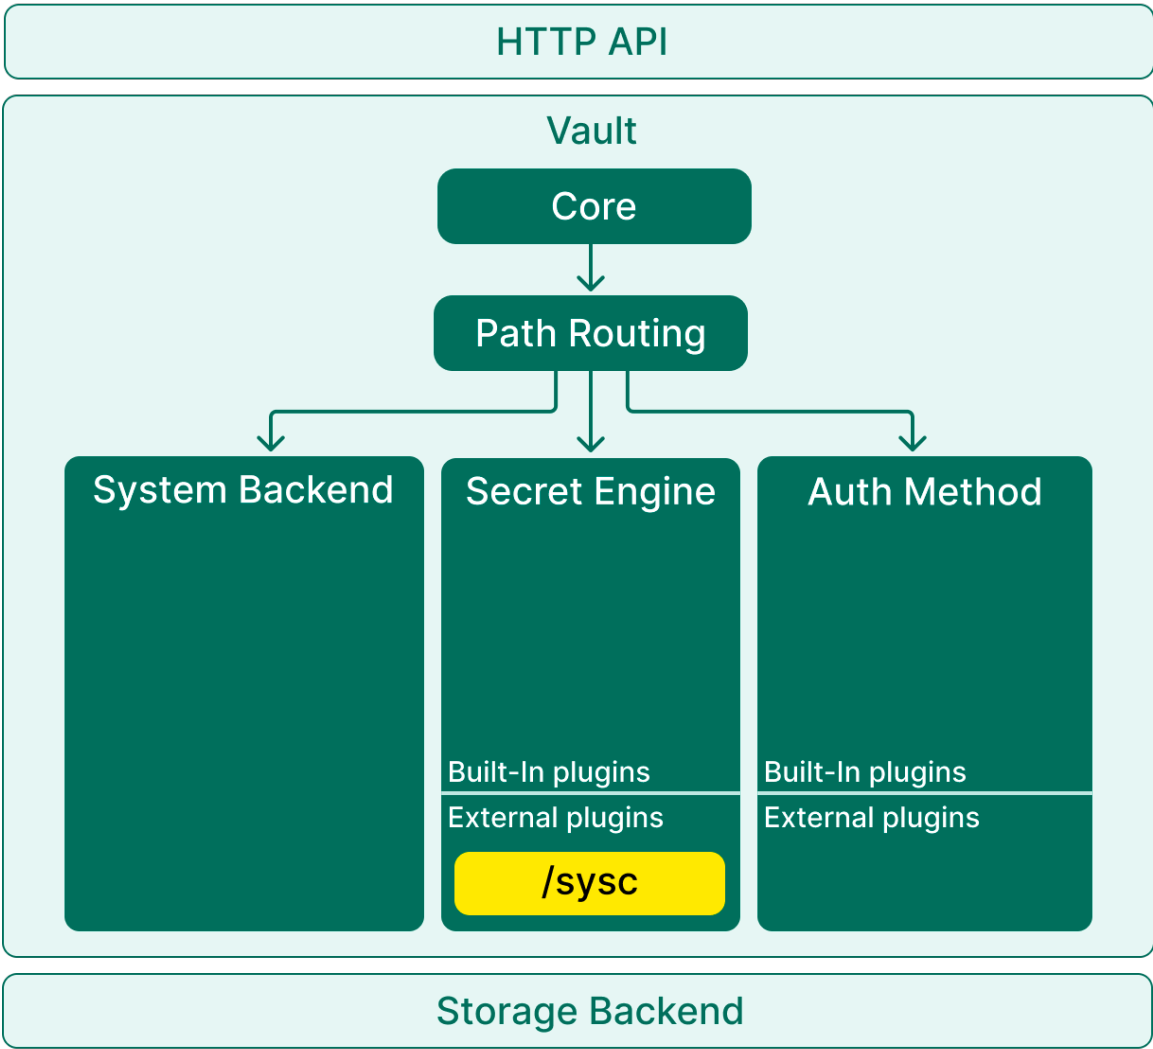 HTTP API
Vault
Core
Path Routing
System Backend
Secret Engine
Auth Method
Built-In plugins
External plugins
/sysc
Built-In plugins
External plugins
Storage Backend